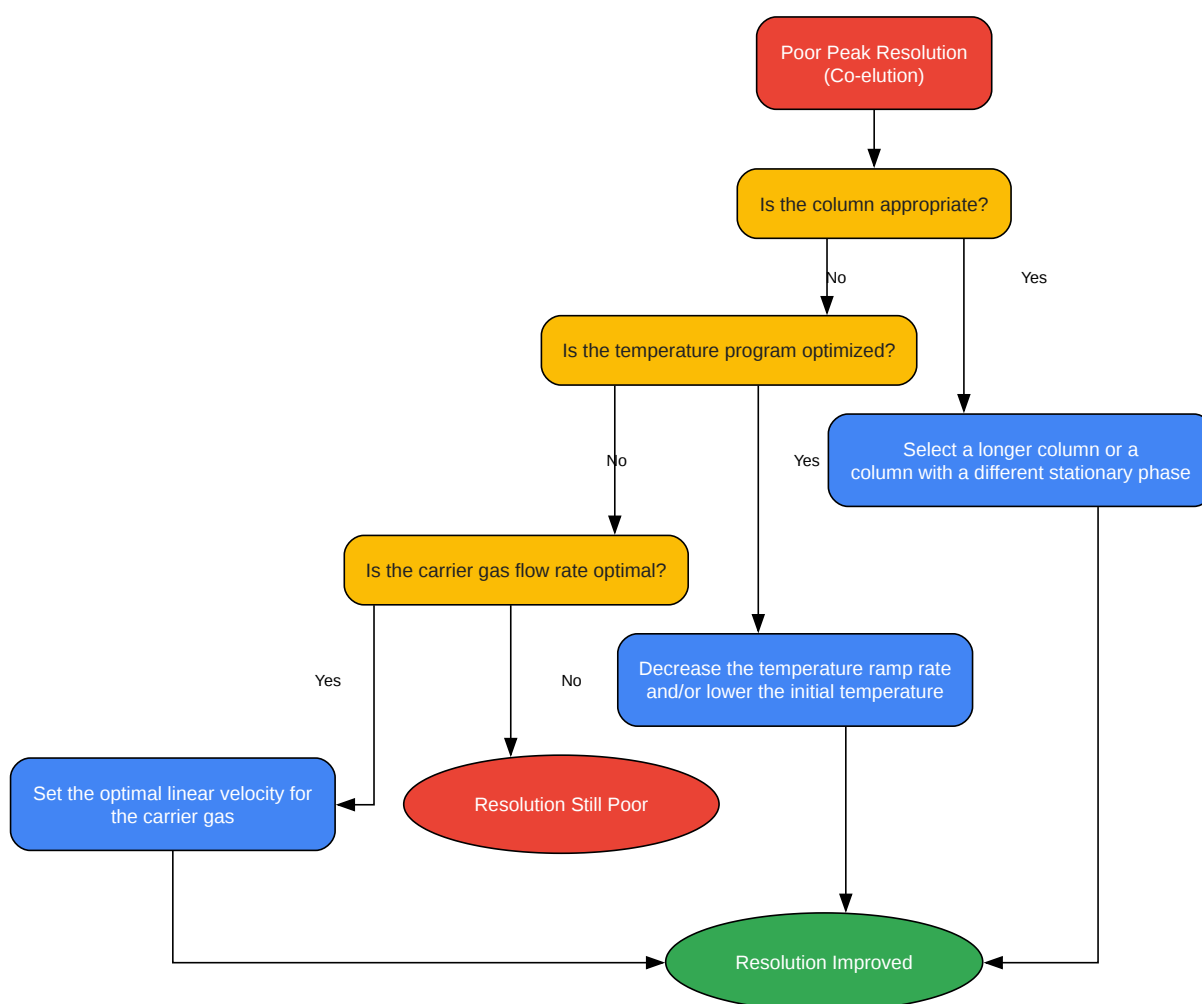 Poor Peak Resolution
(Co-elution)
Is the column appropriate?
No
Yes
Is the temperature program optimized?
Select a longer column or a
column with a different stationary phase
No
Yes
Is the carrier gas flow rate optimal?
Yes
No
Decrease the temperature ramp rate
and/or lower the initial temperature
Set the optimal linear velocity for
the carrier gas
Resolution Still Poor
Resolution Improved